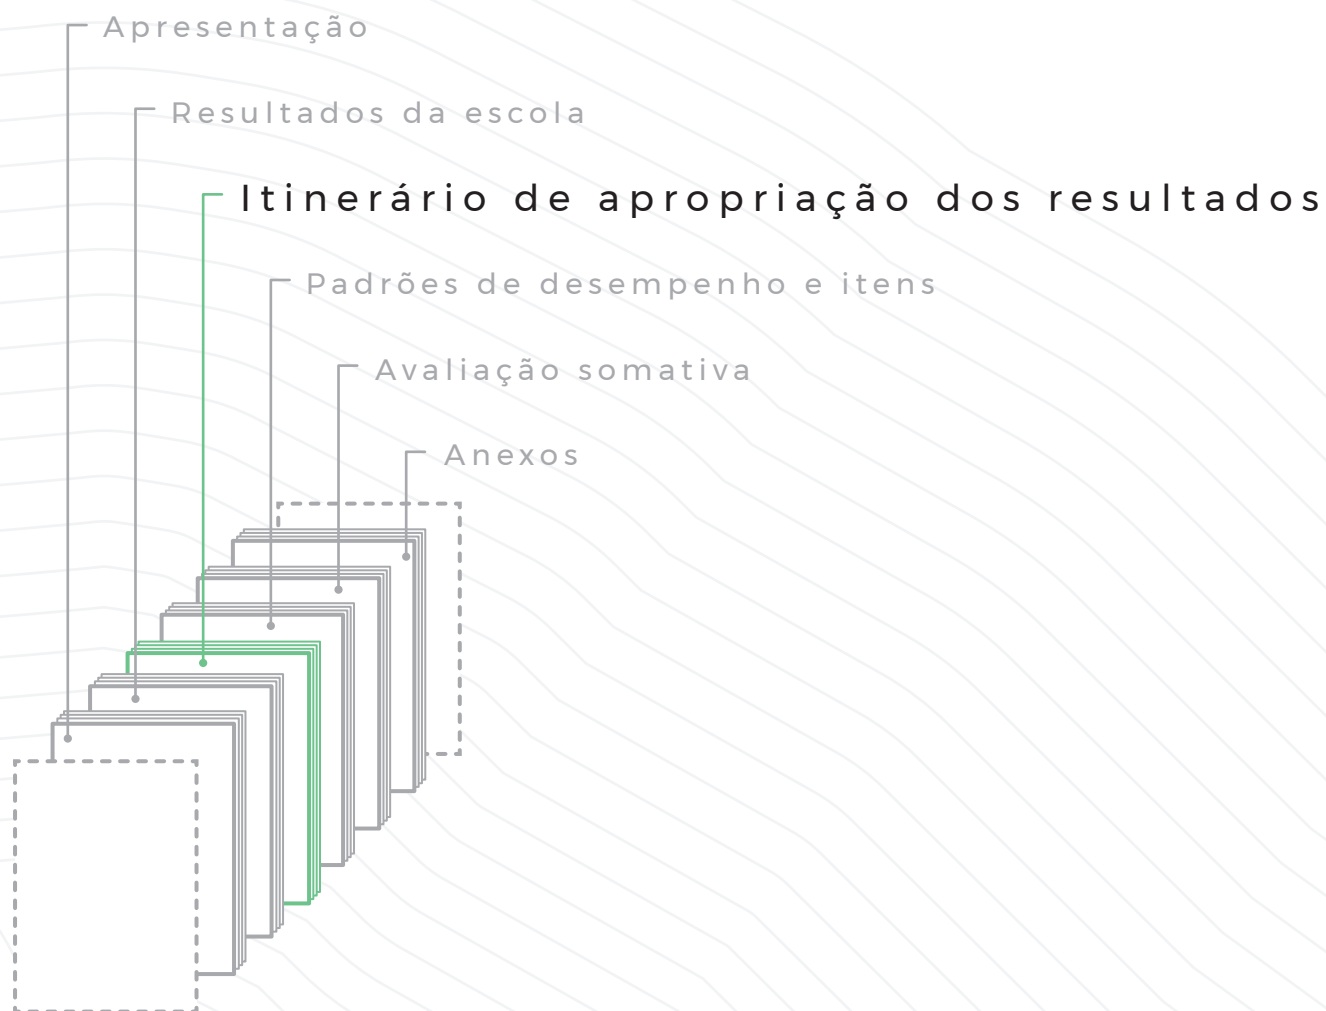 Apresentação
Resultados da escola
Itinerário de apropriação dos resultados
Padrões de desempenho e itens
Avaliação somativa
Anexos